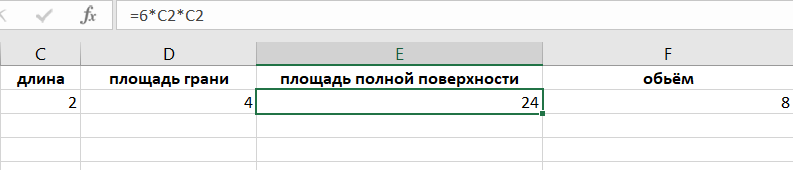 fx =6*C2*C2
C D E F
длина площадь грани площадь полной поверхности обьём
2 4 24 8